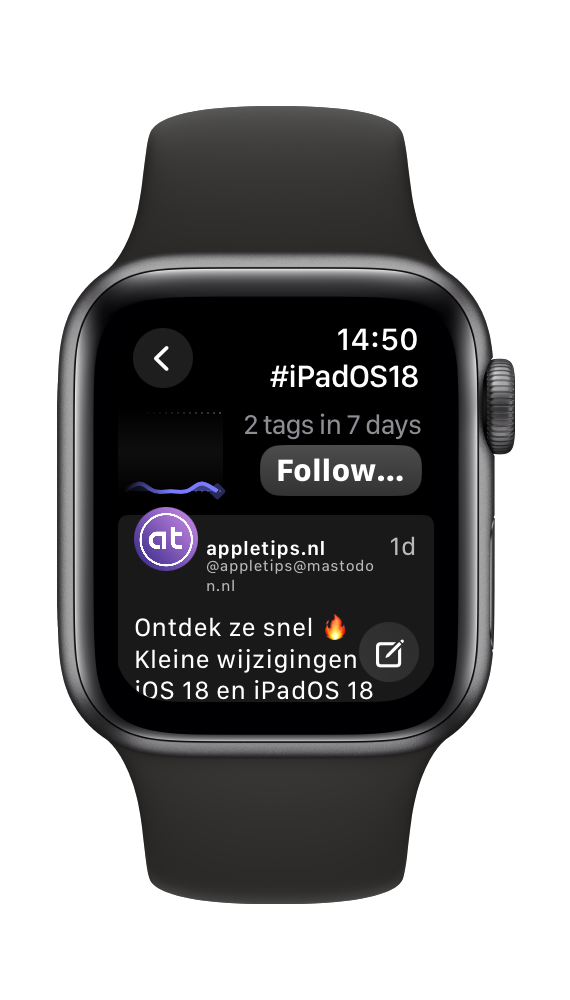 14:50
#iPadOS18
2 tags in 7 days
Follow...
at
appletips.nl
1d
@appletips@mastodo
n.nl
Ontdek ze snel 🔥
Kleine wijzigingen
iOS 18 en iPadOS 18